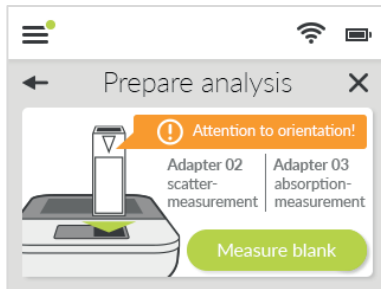 Prepare analysis
Attention to orientation!
Adapter 02
scatter-
measurement
Adapter 03
absorption-
measurement
Measure blank